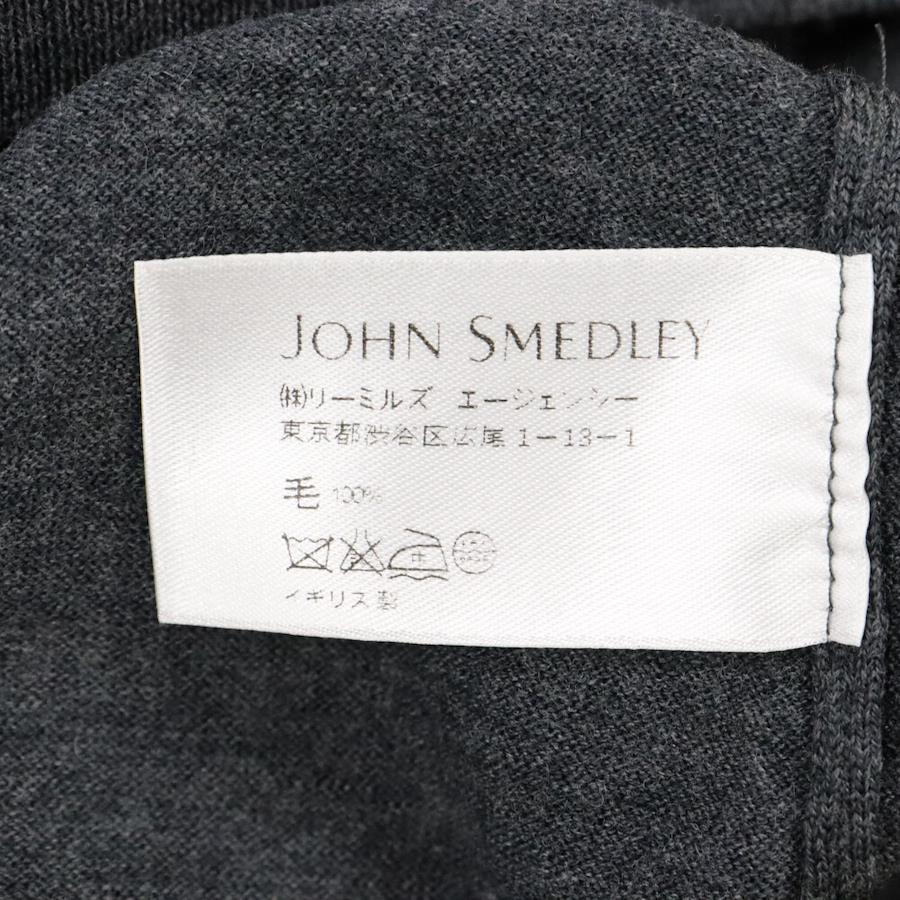 JOHN SMEDLEY
㈱リーミルズ エージェンシー
東京都渋谷区広尾1-13-1
毛 100%
イギリス製